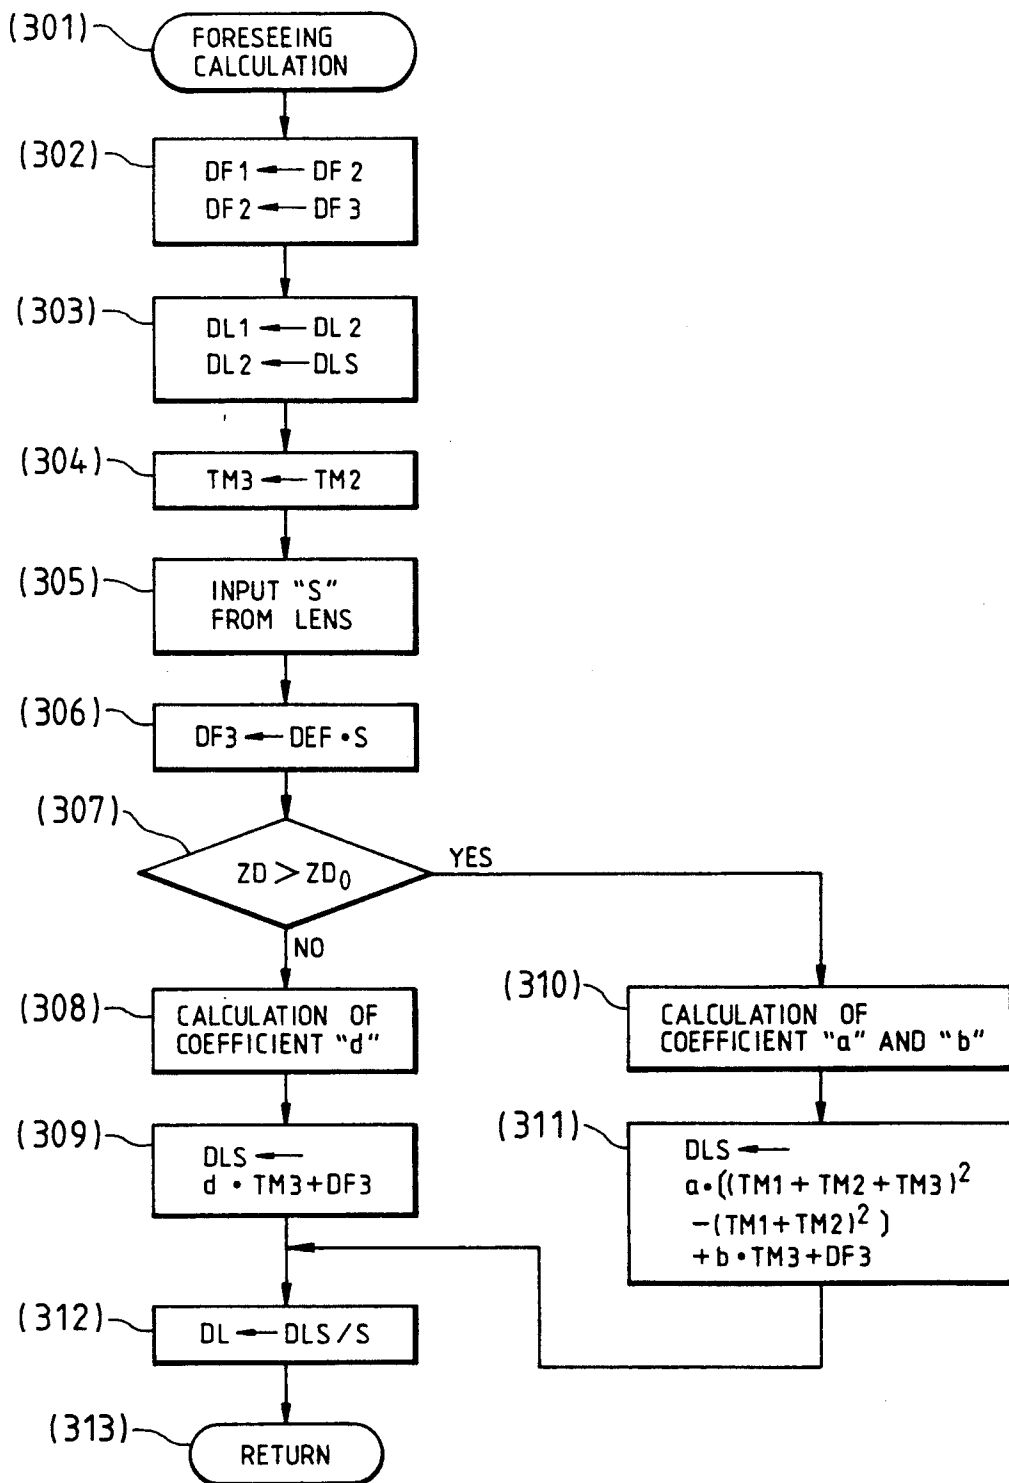 (301)
FORESEEING
CALCULATION
(302)
DF1 ← DF2
DF2 ← DF3
(303)
DL1 ← DL2
DL2 ← DLS
(304)
TM3 ← TM2
(305)
INPUT "S"
FROM LENS
(306)
DF3 ← DEF•S
(307)
ZD > ZD₀
YES
NO
(308)
CALCULATION OF
COEFFICIENT "d"
(309)
DLS ←
d • TM3+DF3
(310)
CALCULATION OF
COEFFICIENT "a" AND "b"
(311)
DLS ←
a•((TM1+TM2+TM3)²
-(TM1+TM2)²)
+b•TM3+DF3
(312)
DL ← DLS/S
(313)
RETURN